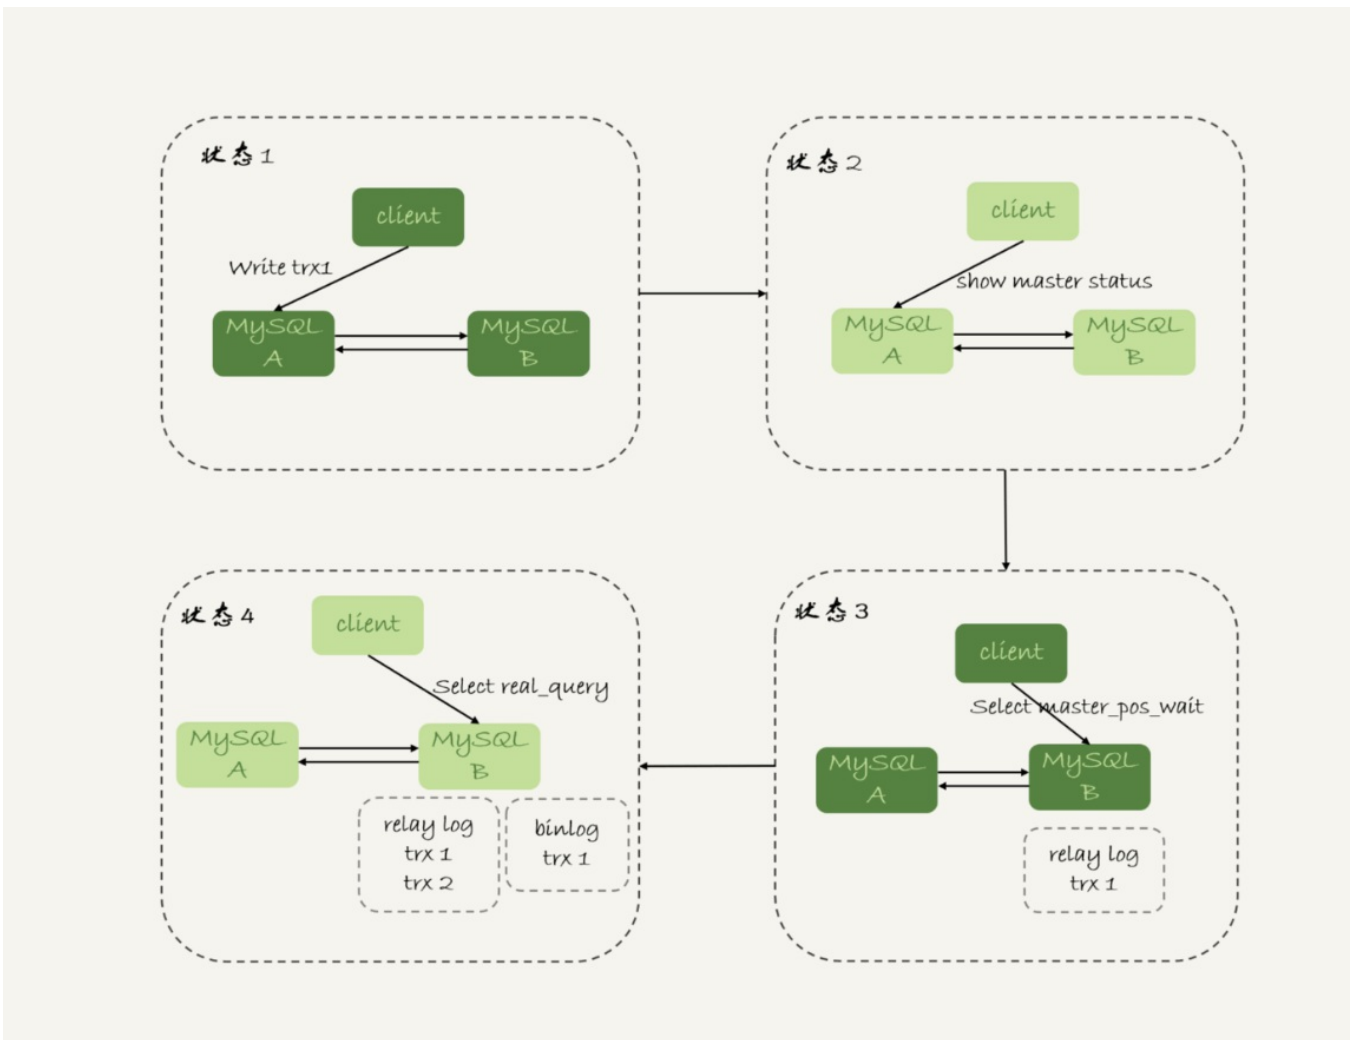 状态1
client
Write trx1
MySQL
A
MySQL
B
状态2
client
show master status
MySQL
A
MySQL
B
状态4
client
Select real_query
MySQL
A
MySQL
B
relay log
trx 1
trx 2
binlog
trx 1
状态3
client
Select master_pos_wait
MySQL
A
MySQL
B
relay log
trx 1